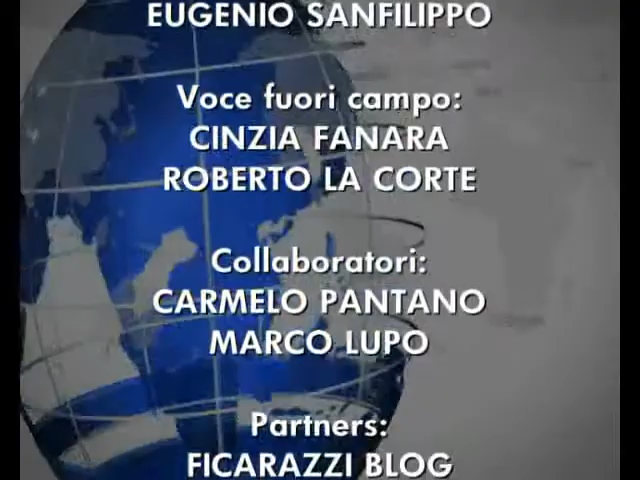 EUGENIO SANFILIPPO
Voce fuori campo:
CINZIA FANARA
ROBERTO LA CORTE
Collaboratori:
CARMELO PANTANO
MARCO LUPO
Partners:
FICARAZZI BLOG